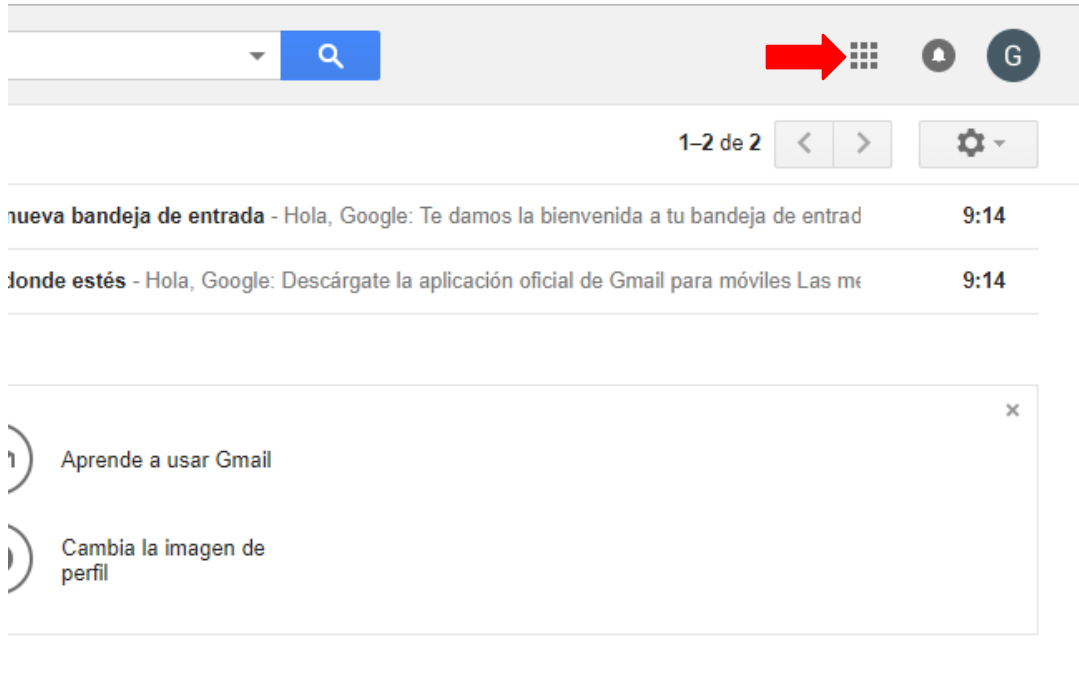 G
1–2 de 2
nueva bandeja de entrada - Hola, Google: Te damos la bienvenida a tu bandeja de entrad 9:14
donde estés - Hola, Google: Descárgate la aplicación oficial de Gmail para móviles Las me 9:14
Aprende a usar Gmail
Cambia la imagen de
perfil